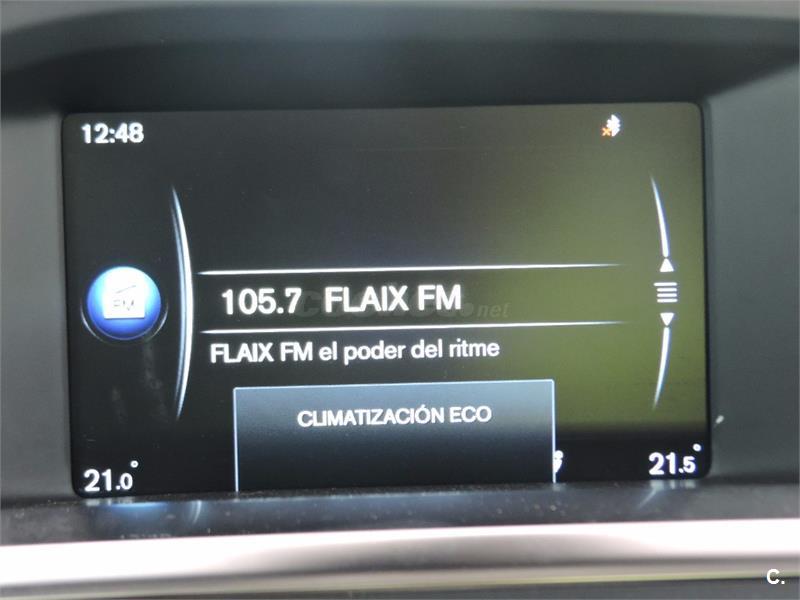 12:48
FM
105.7 FLAIX FM
FLAIX FM el poder del ritme
CLIMATIZACIÓN ECO
21.0°
21.5°
C.